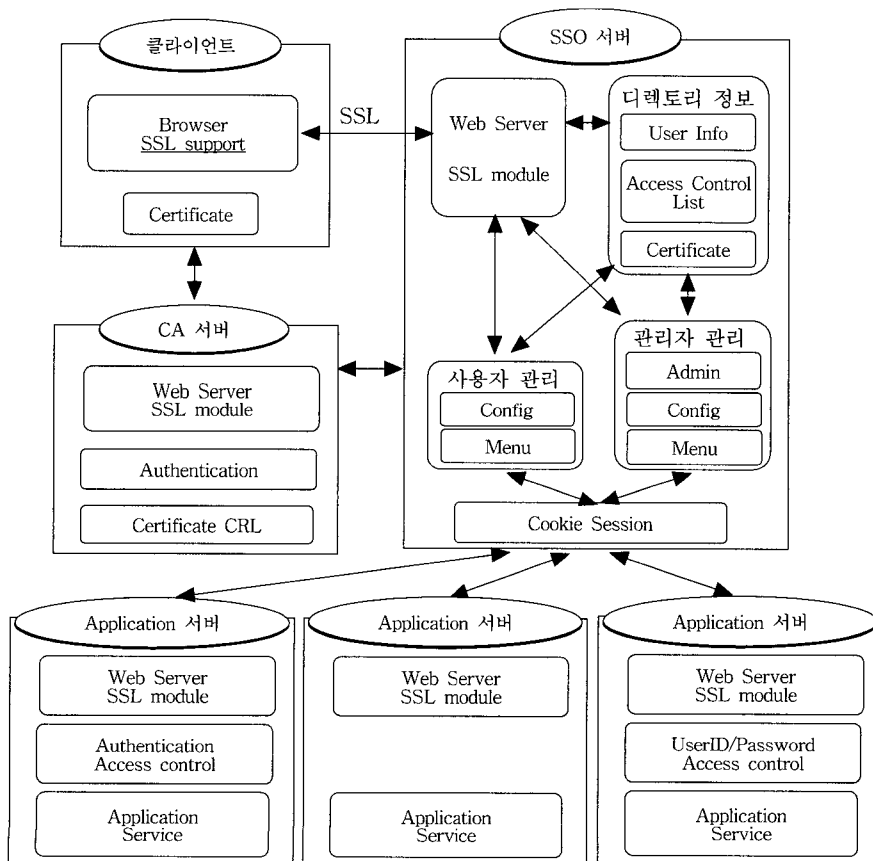 클라이언트
Browser
SSL support
Certificate
SSL
SSO 서버
Web Server
SSL module
디렉토리 정보
User Info
Access Control
List
Certificate
CA 서버
Web Server
SSL module
Authentication
Certificate CRL
사용자 관리
Config
Menu
관리자 관리
Admin
Config
Menu
Cookie Session
Application 서버
Web Server
SSL module
Authentication
Access control
Application
Service
Application 서버
Web Server
SSL module
Application
Service
Application 서버
Web Server
SSL module
UserID/Password
Access control
Application
Service